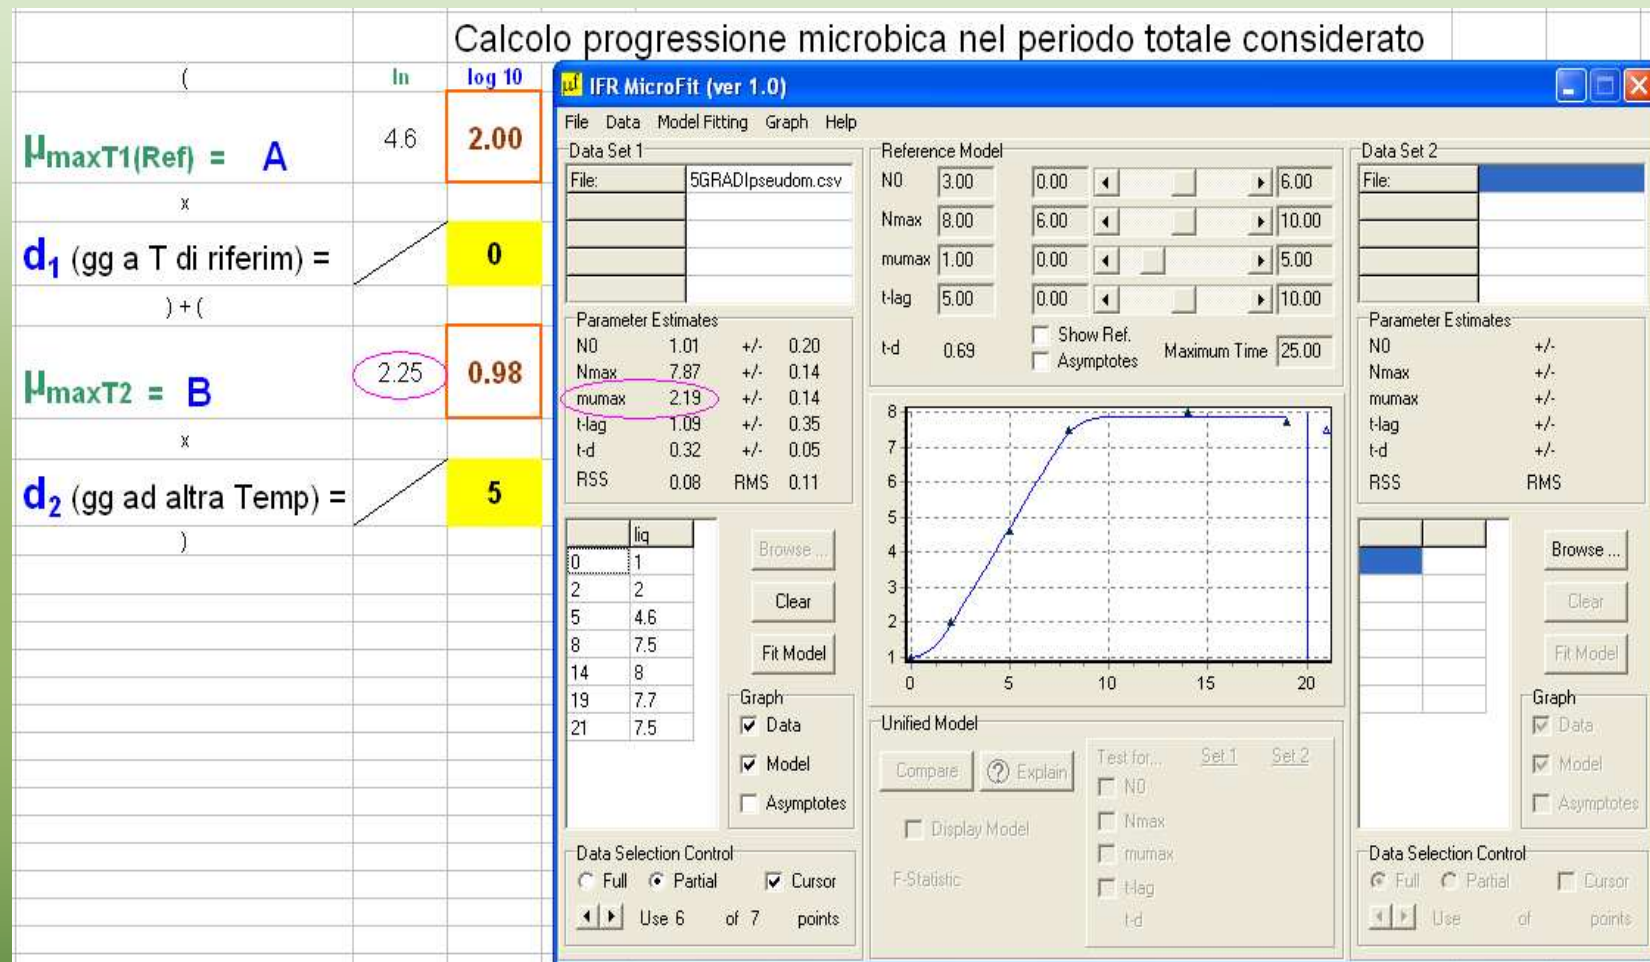 Calcolo progressione microbica nel periodo totale considerato
( ln log 10
μmaxT1(Ref) = A 4.6 2.00
x
d1 (gg a T di riferim) = 0
) + (
μmaxT2 = B 2.25 0.98
x
d2 (gg ad altra Temp) = 5
)
μf IFR MicroFit (ver 1.0)
File Data Model Fitting Graph Help
Data Set 1
File: 5GRADIpseudom.csv
Parameter Estimates
N0 1.01 +/- 0.20
Nmax 7.87 +/- 0.14
mumax 2.19 +/- 0.14
t-lag 1.09 +/- 0.35
t-d 0.32 +/- 0.05
RSS 0.08 RMS 0.11
liq
0 1
2 2
5 4.6
8 7.5
14 8
19 7.7
21 7.5
Browse ...
Clear
Fit Model
Graph
Data
Model
Asymptotes
Data Selection Control
Full Partial Cursor
Use 6 of 7 points
Reference Model
N0 3.00 0.00 6.00
Nmax 8.00 6.00 10.00
mumax 1.00 0.00 5.00
t-lag 5.00 0.00 10.00
t-d 0.69
Show Ref.
Asymptotes
Maximum Time 25.00
8
7
6
5
4
3
2
1
0 5 10 15 20
Unified Model
Compare ? Explain
Display Model
F-Statistic
Test for... Set 1 Set 2
N0
Nmax
mumax
t-lag
t-d
Data Set 2
File:
Parameter Estimates
N0 +/-
Nmax +/-
mumax +/-
t-lag +/-
t-d +/-
RSS RMS
Browse ...
Clear
Fit Model
Graph
Data
Model
Asymptotes
Data Selection Control
Full Partial Cursor
Use of points